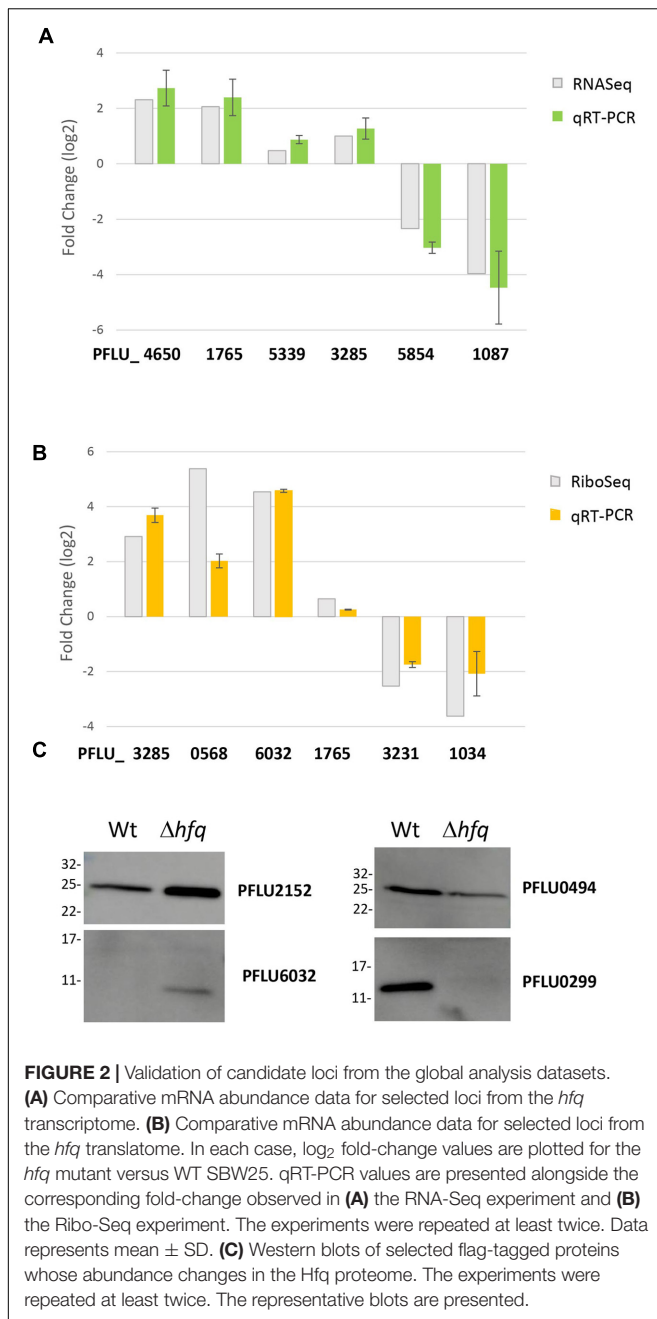 A
4
2
0
-2
-4
-6
Fold Change (log2)
RNASeq
qRT-PCR
PFLU_ 4650 1765 5339 3285 5854 1087
B
6
4
2
0
-2
-4
Fold Change (log2)
RiboSeq
qRT-PCR
PFLU_ 3285 0568 6032 1765 3231 1034
C
Wt Δhfq
32-
25-
22-
PFLU2152
17-
11-
PFLU6032
Wt Δhfq
32-
25-
22-
PFLU0494
17-
11-
PFLU0299
FIGURE 2 | Validation of candidate loci from the global analysis datasets.
(A) Comparative mRNA abundance data for selected loci from the hfq
transcriptome. (B) Comparative mRNA abundance data for selected loci from
the hfq translatome. In each case, log₂ fold-change values are plotted for the
hfq mutant versus WT SBW25. qRT-PCR values are presented alongside the
corresponding fold-change observed in (A) the RNA-Seq experiment and (B)
the Ribo-Seq experiment. The experiments were repeated at least twice. Data
represents mean ± SD. (C) Western blots of selected flag-tagged proteins
whose abundance changes in the Hfq proteome. The experiments were
repeated at least twice. The representative blots are presented.